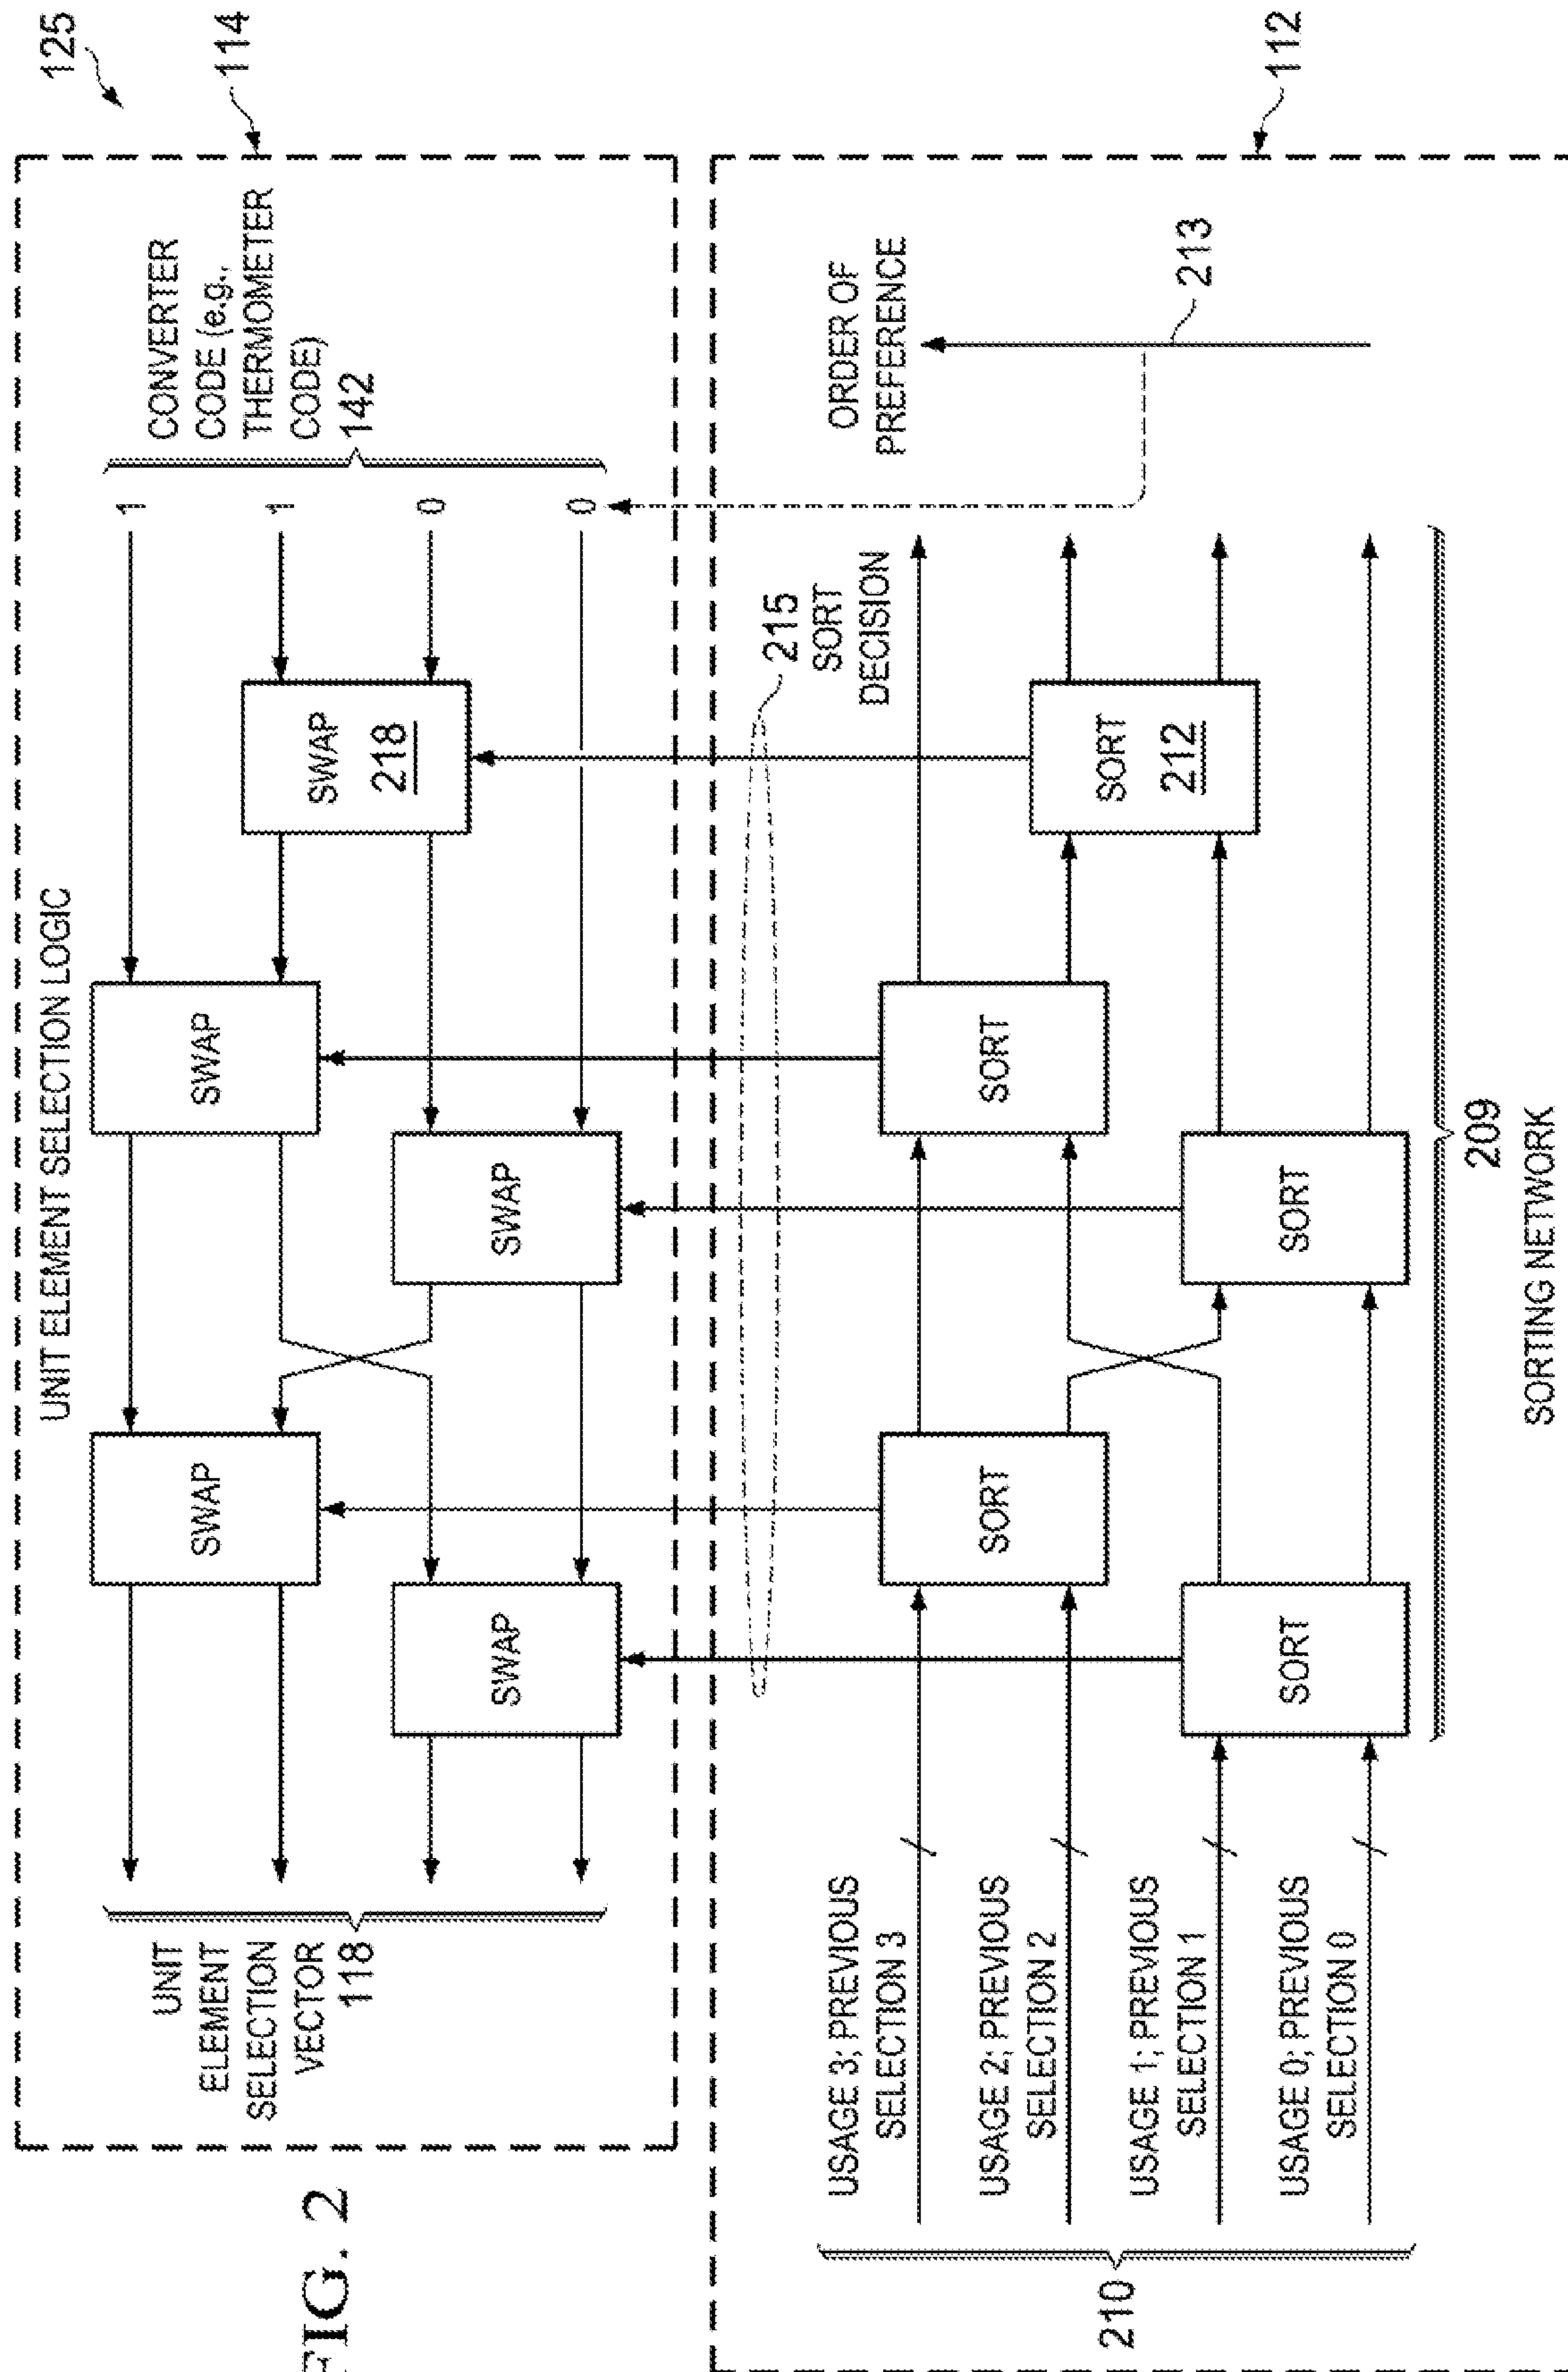 FIG. 2
125
UNIT ELEMENT SELECTION LOGIC
114
UNIT
ELEMENT
SELECTION
VECTOR
118
SWAP
SWAP
SWAP
SWAP
SWAP
218
1
1
0
0
CONVERTER
CODE (e.g.,
THERMOMETER
CODE)
142
215
SORT
DECISION
ORDER OF
PREFERENCE
213
112
210
USAGE 3; PREVIOUS
SELECTION 3
USAGE 2; PREVIOUS
SELECTION 2
USAGE 1; PREVIOUS
SELECTION 1
USAGE 0; PREVIOUS
SELECTION 0
SORT
SORT
SORT
SORT
SORT
212
209
SORTING NETWORK